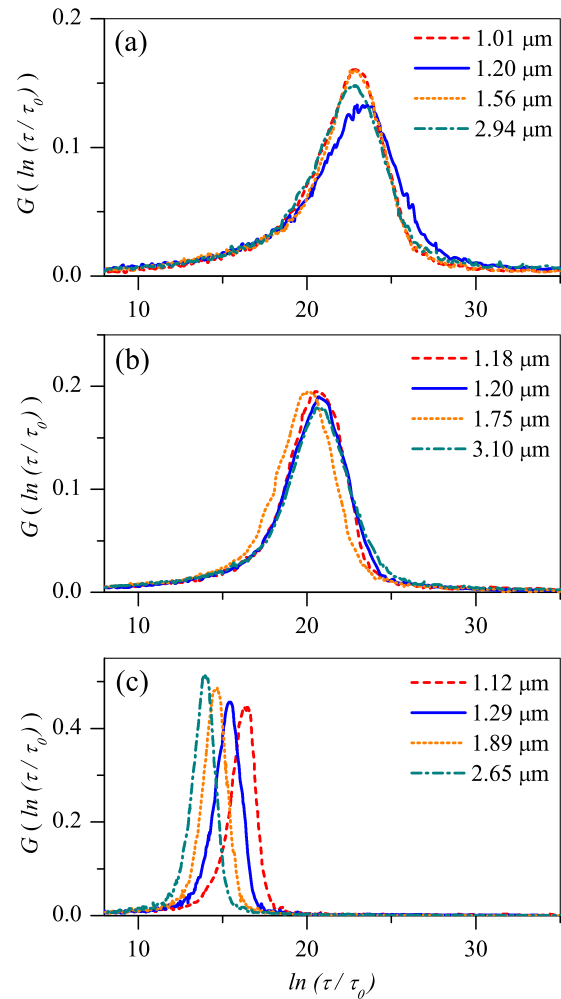 (a)
1.01 μm
1.20 μm
1.56 μm
2.94 μm
0.2
0.1
0.0
G ( ln (τ / τ0) )
10
20
30
(b)
1.18 μm
1.20 μm
1.75 μm
3.10 μm
0.2
0.1
0.0
G ( ln (τ / τ0) )
10
20
30
(c)
1.12 μm
1.29 μm
1.89 μm
2.65 μm
0.4
0.2
0.0
G ( ln (τ / τ0) )
10
20
30
ln (τ / τ0)